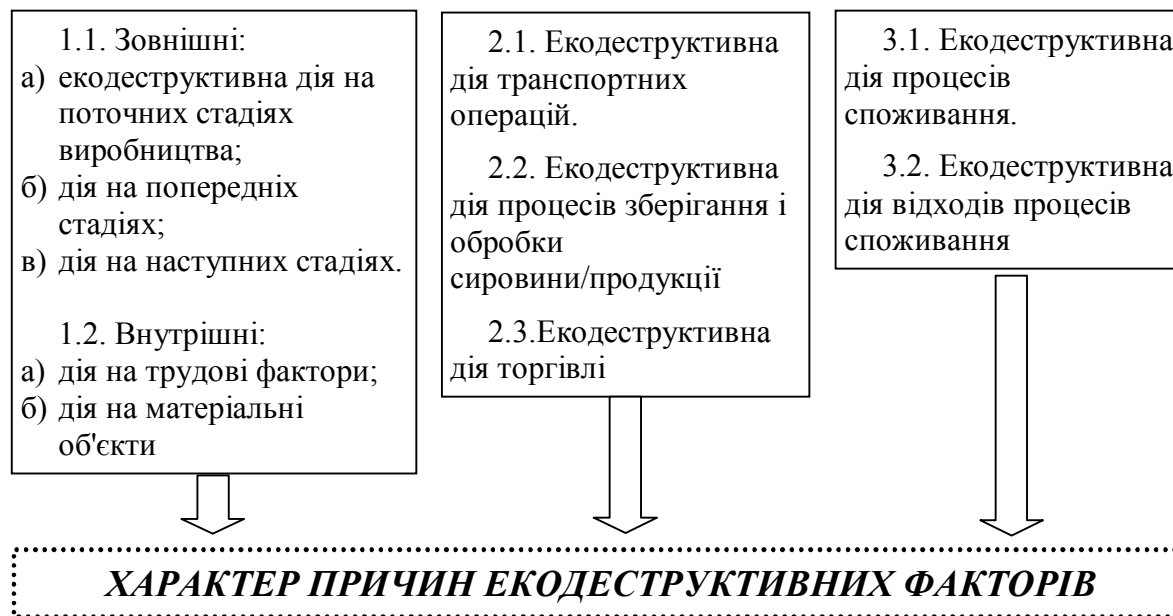 1.1. Зовнішні:
а) екодеструктивна дія на
поточних стадіях
виробництва;
б) дія на попередніх
стадіях;
в) дія на наступних стадіях.
1.2. Внутрішні:
а) дія на трудові фактори;
б) дія на матеріальні
об'єкти
2.1. Екодеструктивна
дія транспортних
операцій.
2.2. Екодеструктивна
дія процесів зберігання і
обробки
сировини/продукції
2.3.Екодеструктивна
дія торгівлі
3.1. Екодеструктивна
дія процесів
споживання.
3.2. Екодеструктивна
дія відходів процесів
споживання
ХАРАКТЕР ПРИЧИН ЕКОДЕСТРУКТИВНИХ ФАКТОРІВ